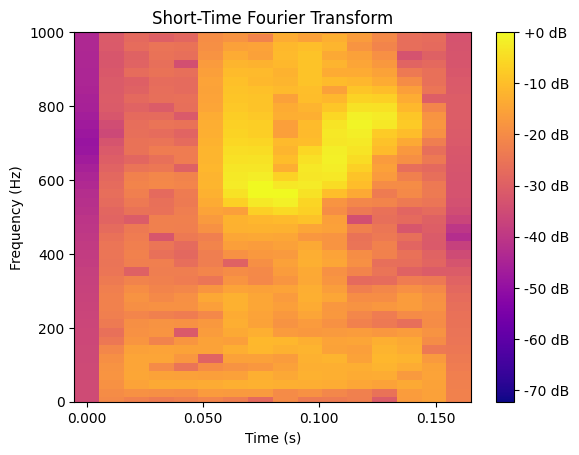 Short-Time Fourier Transform
1000
800
600
400
200
0
Frequency (Hz)
0.000
0.050
0.100
0.150
Time (s)
+0 dB
-10 dB
-20 dB
-30 dB
-40 dB
-50 dB
-60 dB
-70 dB